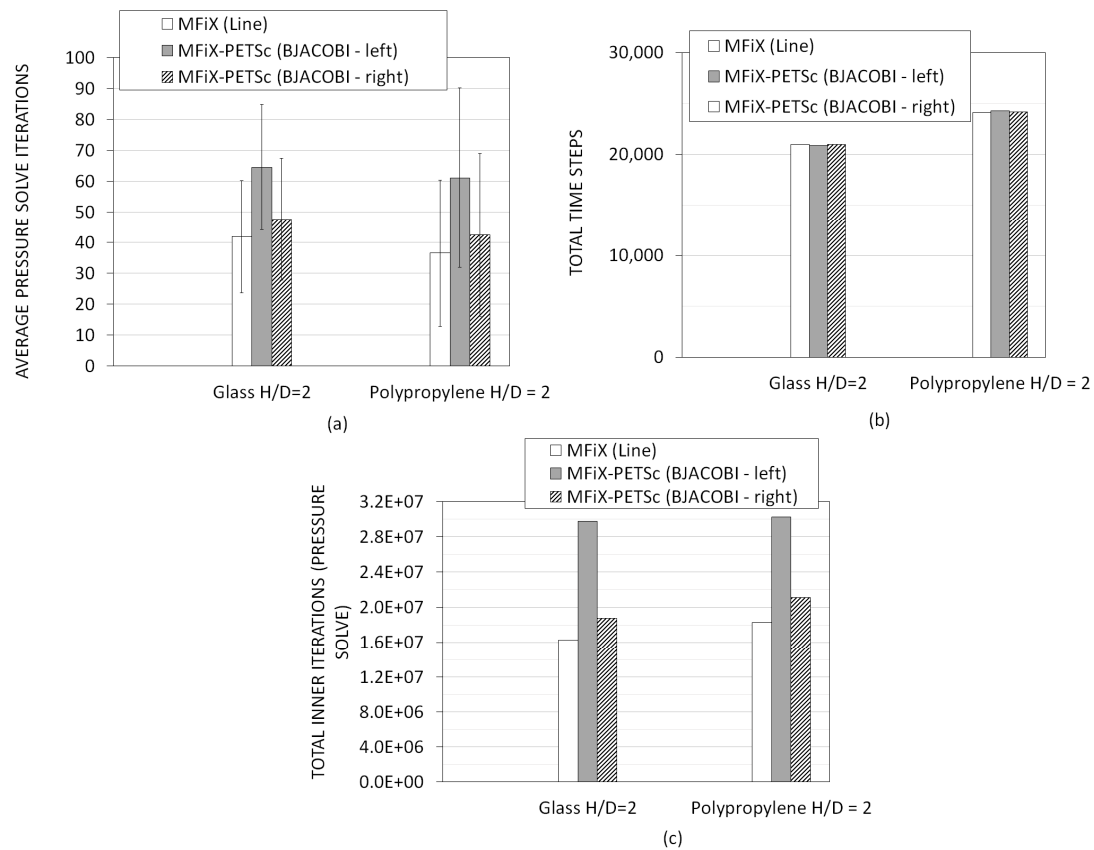 MFiX (Line)
MFiX-PETSc (BJACOBI - left)
MFiX-PETSc (BJACOBI - right)
AVERAGE PRESSURE SOLVE ITERATIONS
100
90
80
70
60
50
40
30
20
10
0
Glass H/D=2
Polypropylene H/D = 2
(a)
MFiX (Line)
MFiX-PETSc (BJACOBI - left)
MFiX-PETSc (BJACOBI - right)
TOTAL TIME STEPS
30,000
20,000
10,000
0
Glass H/D=2
Polypropylene H/D = 2
(b)
MFiX (Line)
MFiX-PETSc (BJACOBI - left)
MFiX-PETSc (BJACOBI - right)
TOTAL INNER ITERATIONS (PRESSURE
SOLVE)
3.2E+07
2.8E+07
2.4E+07
2.0E+07
1.6E+07
1.2E+07
8.0E+06
4.0E+06
0.0E+00
Glass H/D=2
Polypropylene H/D = 2
(c)